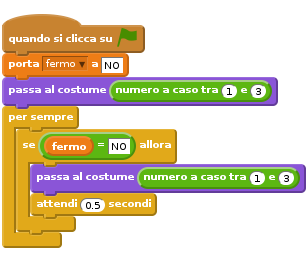 quando si clicca su
porta fermo a NO
passa al costume numero a caso tra 1 e 3
per sempre
se fermo = NO allora
passa al costume numero a caso tra 1 e 3
attendi 0.5 secondi